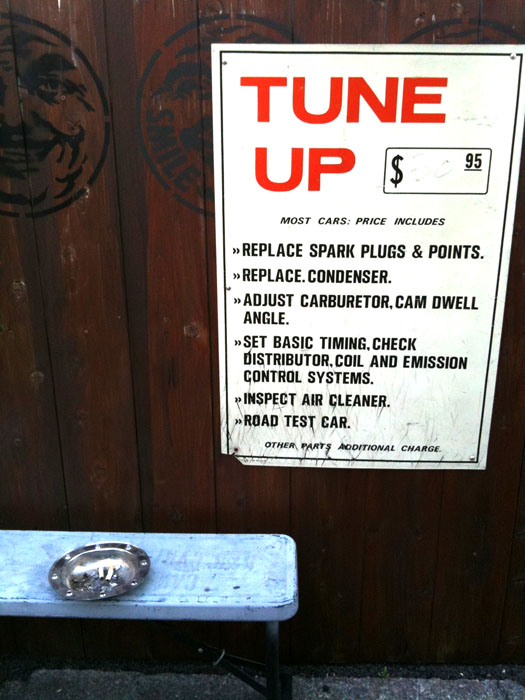 TUNE
UP $ 95
MOST CARS: PRICE INCLUDES
»REPLACE SPARK PLUGS & POINTS.
»REPLACE.CONDENSER.
»ADJUST CARBURETOR,CAM DWELL
ANGLE.
»SET BASIC TIMING,CHECK
DISTRIBUTOR,COIL AND EMISSION
CONTROL SYSTEMS.
»INSPECT AIR CLEANER.
»ROAD TEST CAR.
OTHER PARTS ADDITIONAL CHARGE.
SMILE